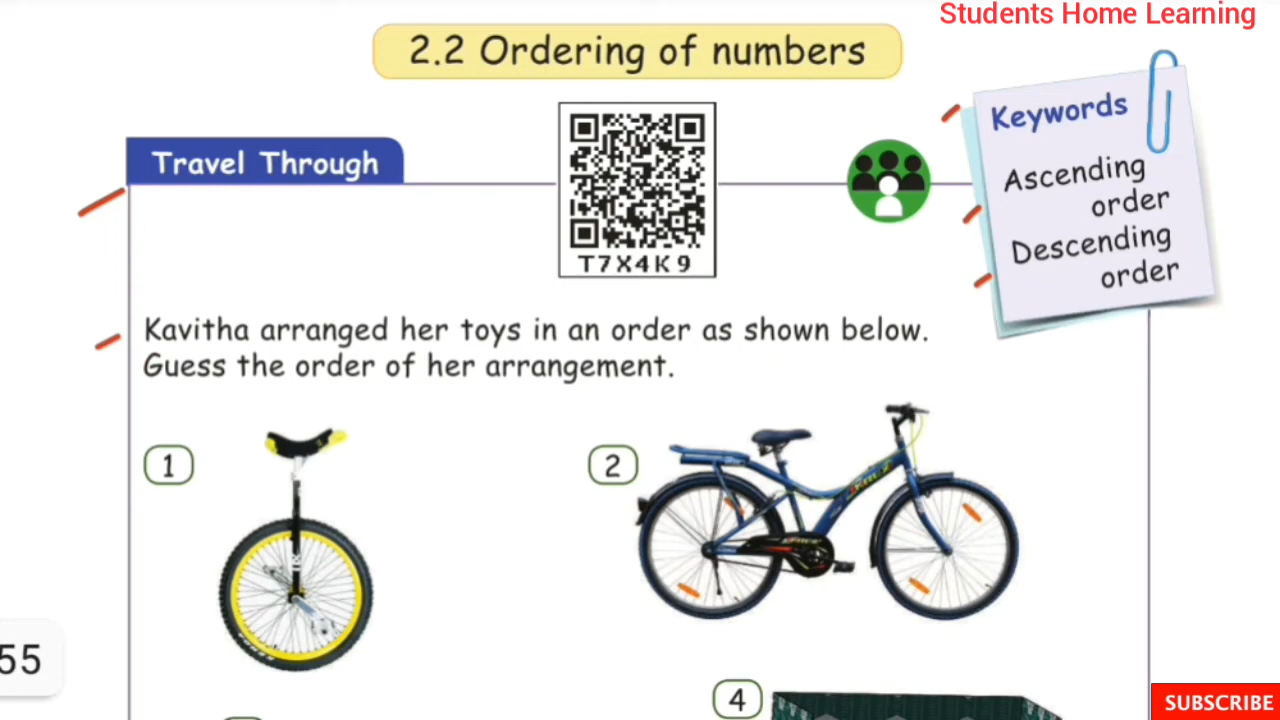 Students Home Learning
2.2 Ordering of numbers
Keywords
Travel Through
Ascending
order
Descending
order
T7X4K9
Kavitha arranged her toys in an order as shown below.
Guess the order of her arrangement.
1
2
55
4
SUBSCRIBE